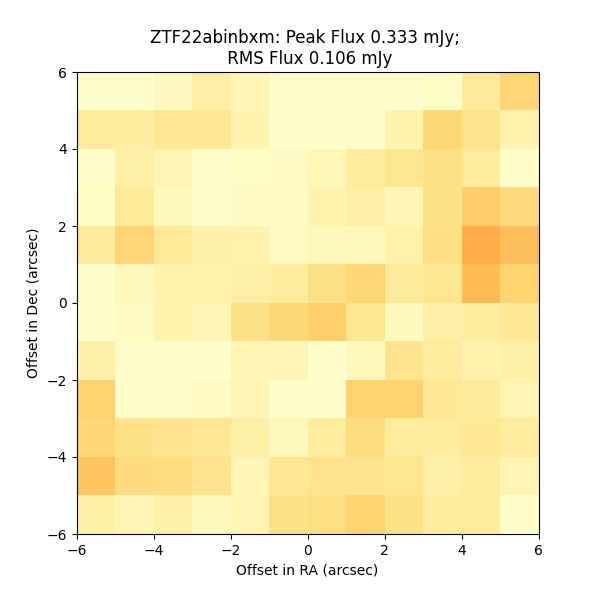 ZTF22abinbxm: Peak Flux 0.333 mJy;
RMS Flux 0.106 mJy
6
4
2
0
−2
−4
−6
Offset in Dec (arcsec)
−6 −4 −2 0 2 4 6
Offset in RA (arcsec)